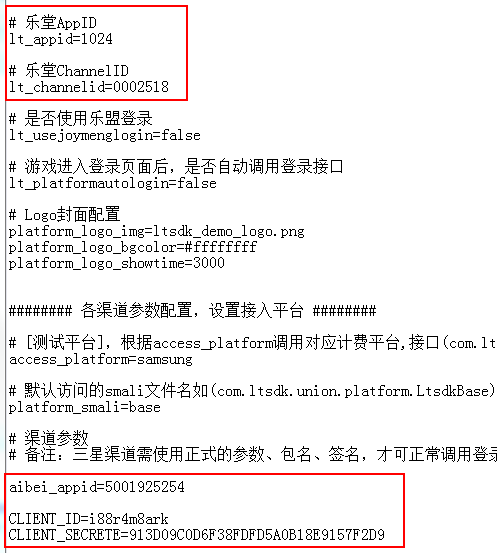 # 乐堂AppID
lt_appid=1024
# 乐堂ChannelID
lt_channelid=0002518
# 是否使用乐盟登录
lt_usejoymenglogin=false
# 游戏进入登录页面后，是否自动调用登录接口
lt_platformautologin=false
# Logo封面配置
platform_logo_img=ltsdk_demo_logo.png
platform_logo_bgcolor=#ffffffff
platform_logo_showtime=3000
######## 各渠道参数配置，设置接入平台 ########
# [测试平台]，根据access_platform调用对应计费平台,接口(com.lt
access_platform=samsung
# 默认访问的smali文件名如(com.ltsdk.union.platform.LtsdkBase)
platform_smali=base
# 渠道参数
# 备注：三星渠道需使用正式的参数、包名、签名，才可正常调用登录
aibei_appid=5001925254
CLIENT_ID=i88r4m8ark
CLIENT_SECRETE=913D09C0D6F38FDFD5A0B18E9157F2D9